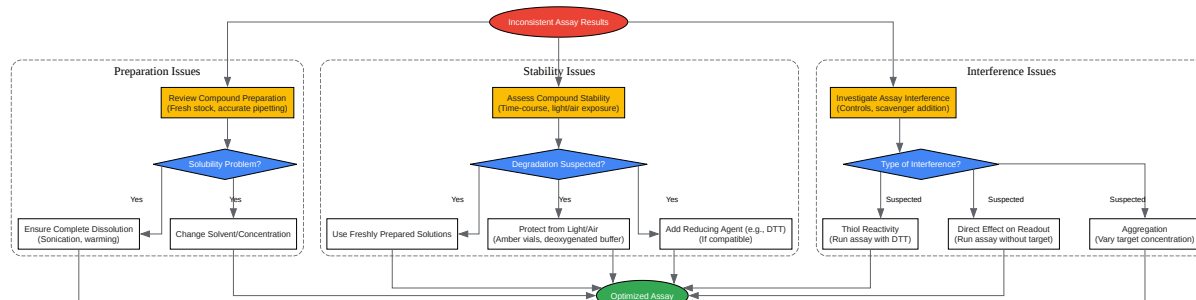 Inconsistent Assay Results
Preparation Issues
Stability Issues
Interference Issues
Review Compound Preparation
(Fresh stock, accurate pipetting)
Assess Compound Stability
(Time-course, light/air exposure)
Investigate Assay Interference
(Controls, scavenger addition)
Solubility Problem?
Degradation Suspected?
Type of Interference?
Yes
Yes
Yes
Yes
Yes
Suspected
Suspected
Suspected
Ensure Complete Dissolution
(Sonication, warming)
Change Solvent/Concentration
Use Freshly Prepared Solutions
Protect from Light/Air
(Amber vials, deoxygenated buffer)
Add Reducing Agent (e.g., DTT)
(If compatible)
Thiol Reactivity
(Run assay with DTT)
Direct Effect on Readout
(Run assay without target)
Aggregation
(Vary target concentration)
Optimized Assay